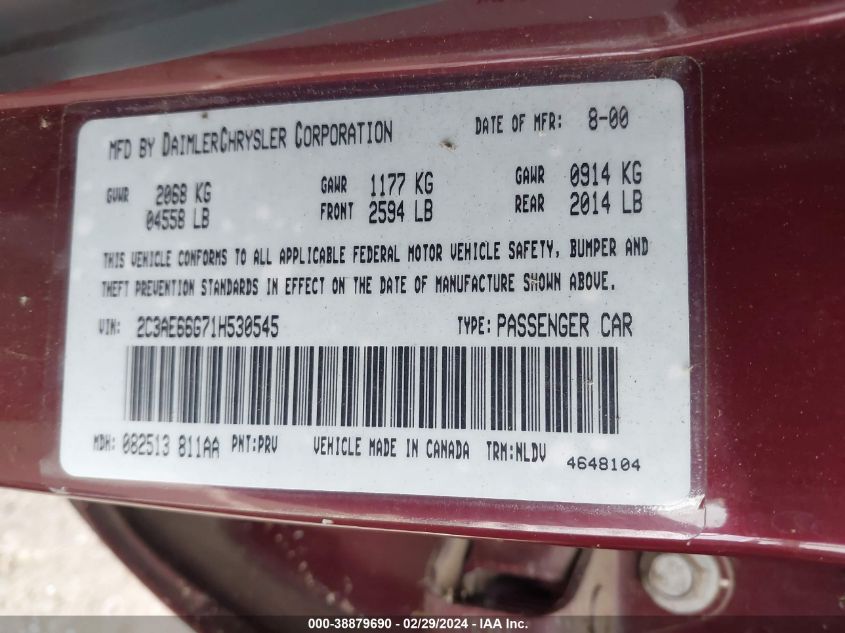 MFD BY DAIMLERCHRYSLER CORPORATION DATE OF MFR: 8-00
GVWR 2068 KG GAWR 1177 KG GAWR 0914 KG
04558 LB FRONT 2594 LB REAR 2014 LB
THIS VEHICLE CONFORMS TO ALL APPLICABLE FEDERAL MOTOR VEHICLE SAFETY, BUMPER AND
THEFT PREVENTION STANDARDS IN EFFECT ON THE DATE OF MANUFACTURE SHOWN ABOVE.
VIN: 2C3AE66G71H530545 TYPE: PASSENGER CAR
MDH: 082513 811AA PNT:PRV VEHICLE MADE IN CANADA TRM:NLDV
4648104
000-38879690 - 02/29/2024 - IAA Inc.